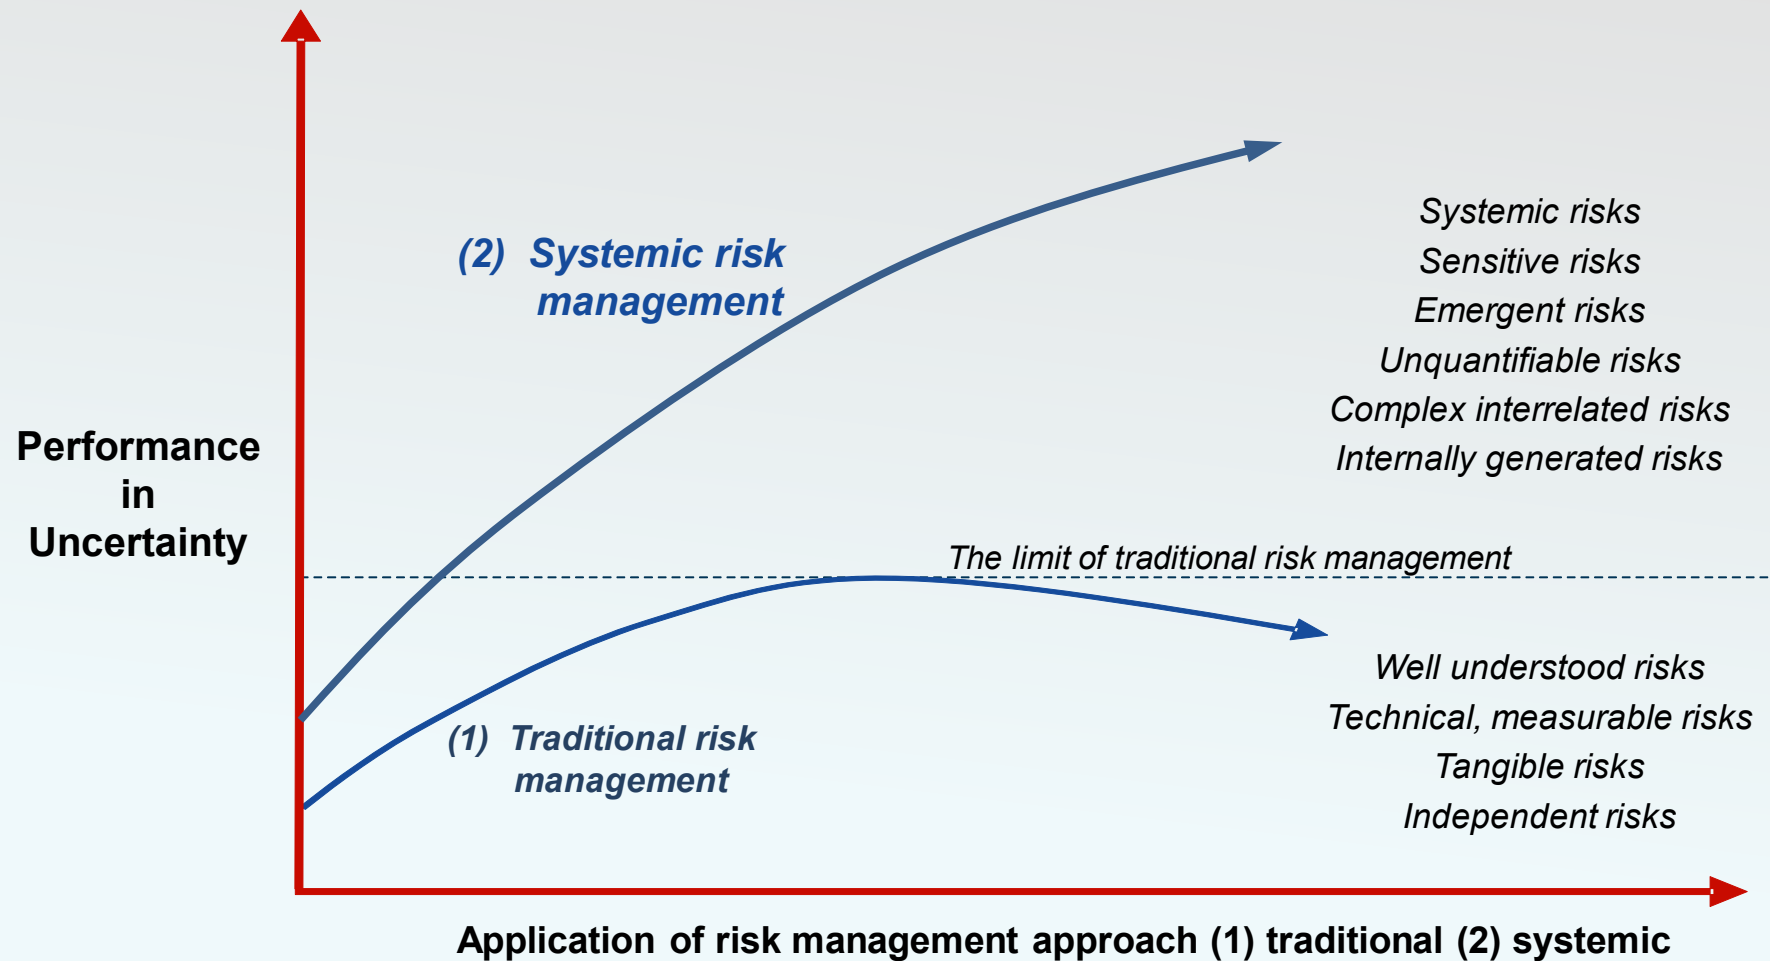 (2) Systemic risk
management
Systemic risks
Sensitive risks
Emergent risks
Unquantifiable risks
Complex interrelated risks
Internally generated risks
Performance
in
Uncertainty
The limit of traditional risk management
(1) Traditional risk
management
Well understood risks
Technical, measurable risks
Tangible risks
Independent risks
Application of risk management approach (1) traditional (2) systemic